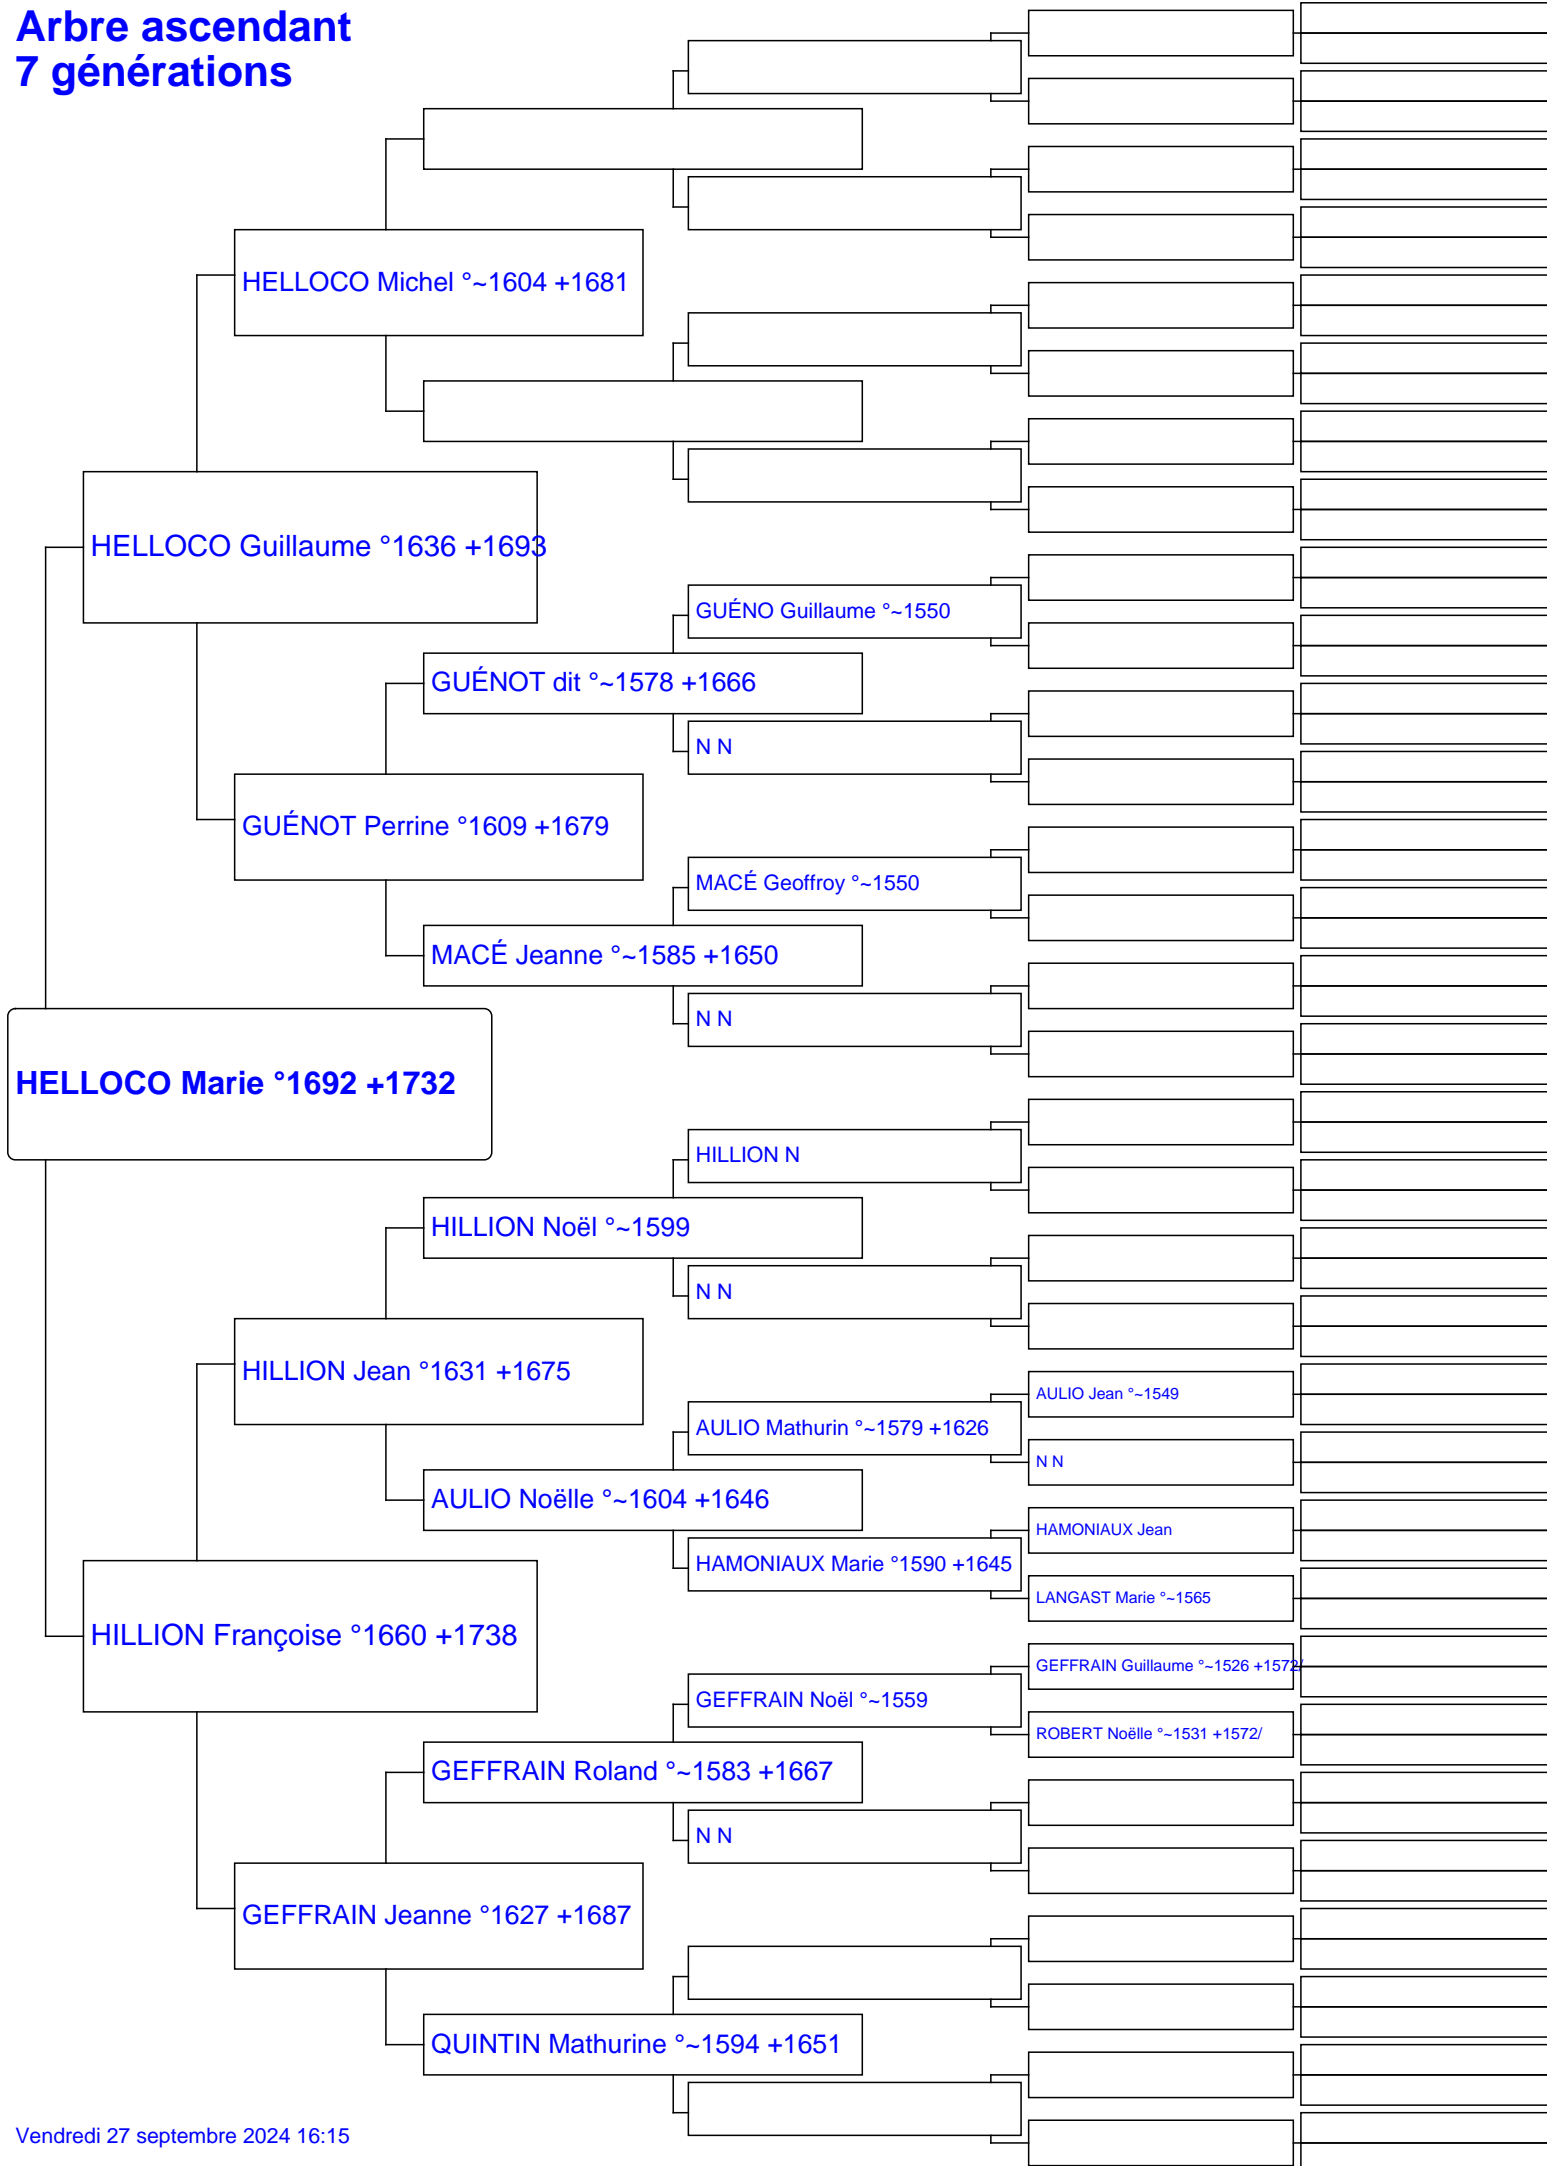 Arbre ascendant
7 générations
HELLOCO Michel °~1604 +1681
HELLOCO Guillaume °1636 +1693
GUÉNO Guillaume °~1550
GUÉNOT dit °~1578 +1666
N N
GUÉNOT Perrine °1609 +1679
MACÉ Geoffroy °~1550
MACÉ Jeanne °~1585 +1650
N N
HELLOCO Marie °1692 +1732
HILLION N
HILLION Noël °~1599
N N
HILLION Jean °1631 +1675
AULIO Jean °~1549
AULIO Mathurin °~1579 +1626
N N
AULIO Noëlle °~1604 +1646
HAMONIAUX Jean
HAMONIAUX Marie °1590 +1645
LANGAST Marie °~1565
HILLION Françoise °1660 +1738
GEFFRAIN Guillaume °~1526 +1572/
GEFFRAIN Noël °~1559
ROBERT Noëlle °~1531 +1572/
GEFFRAIN Roland °~1583 +1667
N N
GEFFRAIN Jeanne °1627 +1687
QUINTIN Mathurine °~1594 +1651
Vendredi 27 septembre 2024 16:15